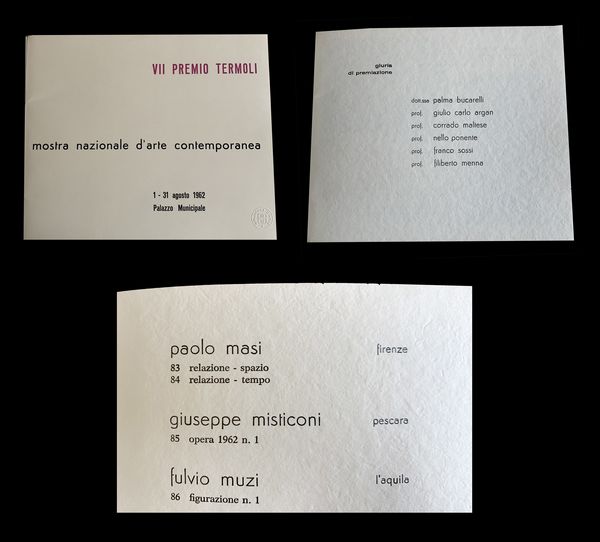 VII PREMIO TERMOLI
mostra nazionale d'arte contemporanea
1 - 31 agosto 1962
Palazzo Municipale
giuria
di premiazione
dott.ssa palma bucarelli
prof. giulio carlo argan
prof. corrado maltese
prof. nello ponente
prof. franco sossi
prof. filiberto menna
paolo masi firenze
83 relazione - spazio
84 relazione - tempo
giuseppe misticoni pescara
85 opera 1962 n. 1
fulvio muzi l'aquila
86 figurazione n. 1